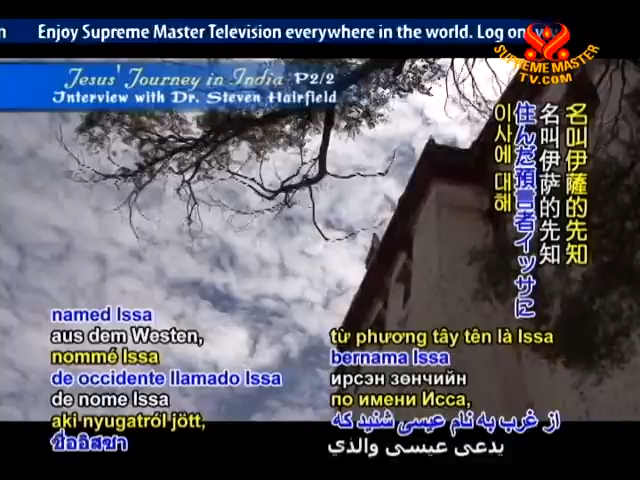 n Enjoy Supreme Master Television everywhere in the world. Log on
SUPREME MASTER
TV.COM
Jesus' Journey in India P2/2
Interview with Dr. Steven Hairfield
名叫伊薩的先知
名叫伊萨的先知
住んだ預言者イッサに
이사에 대해
named Issa
aus dem Westen,
nommé Issa
de occidente llamado Issa
de nome Issa
aki nyugatról jött,
ชื่ออิสซา
từ phương tây tên là Issa
bernama Issa
ирсэн зөнчийн
по имени Исса,
از غرب به نام عیسی شنید که
يدعى عيسى والذي